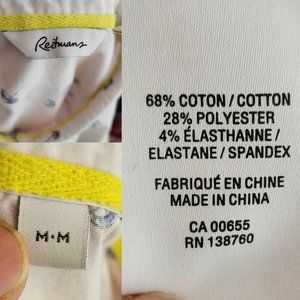 Reitmans
M•M
68% COTON / COTTON
28% POLYESTER
4% ÉLASTHANNE /
ELASTANE / SPANDEX
FABRIQUÉ EN CHINE
MADE IN CHINA
CA 00655
RN 138760